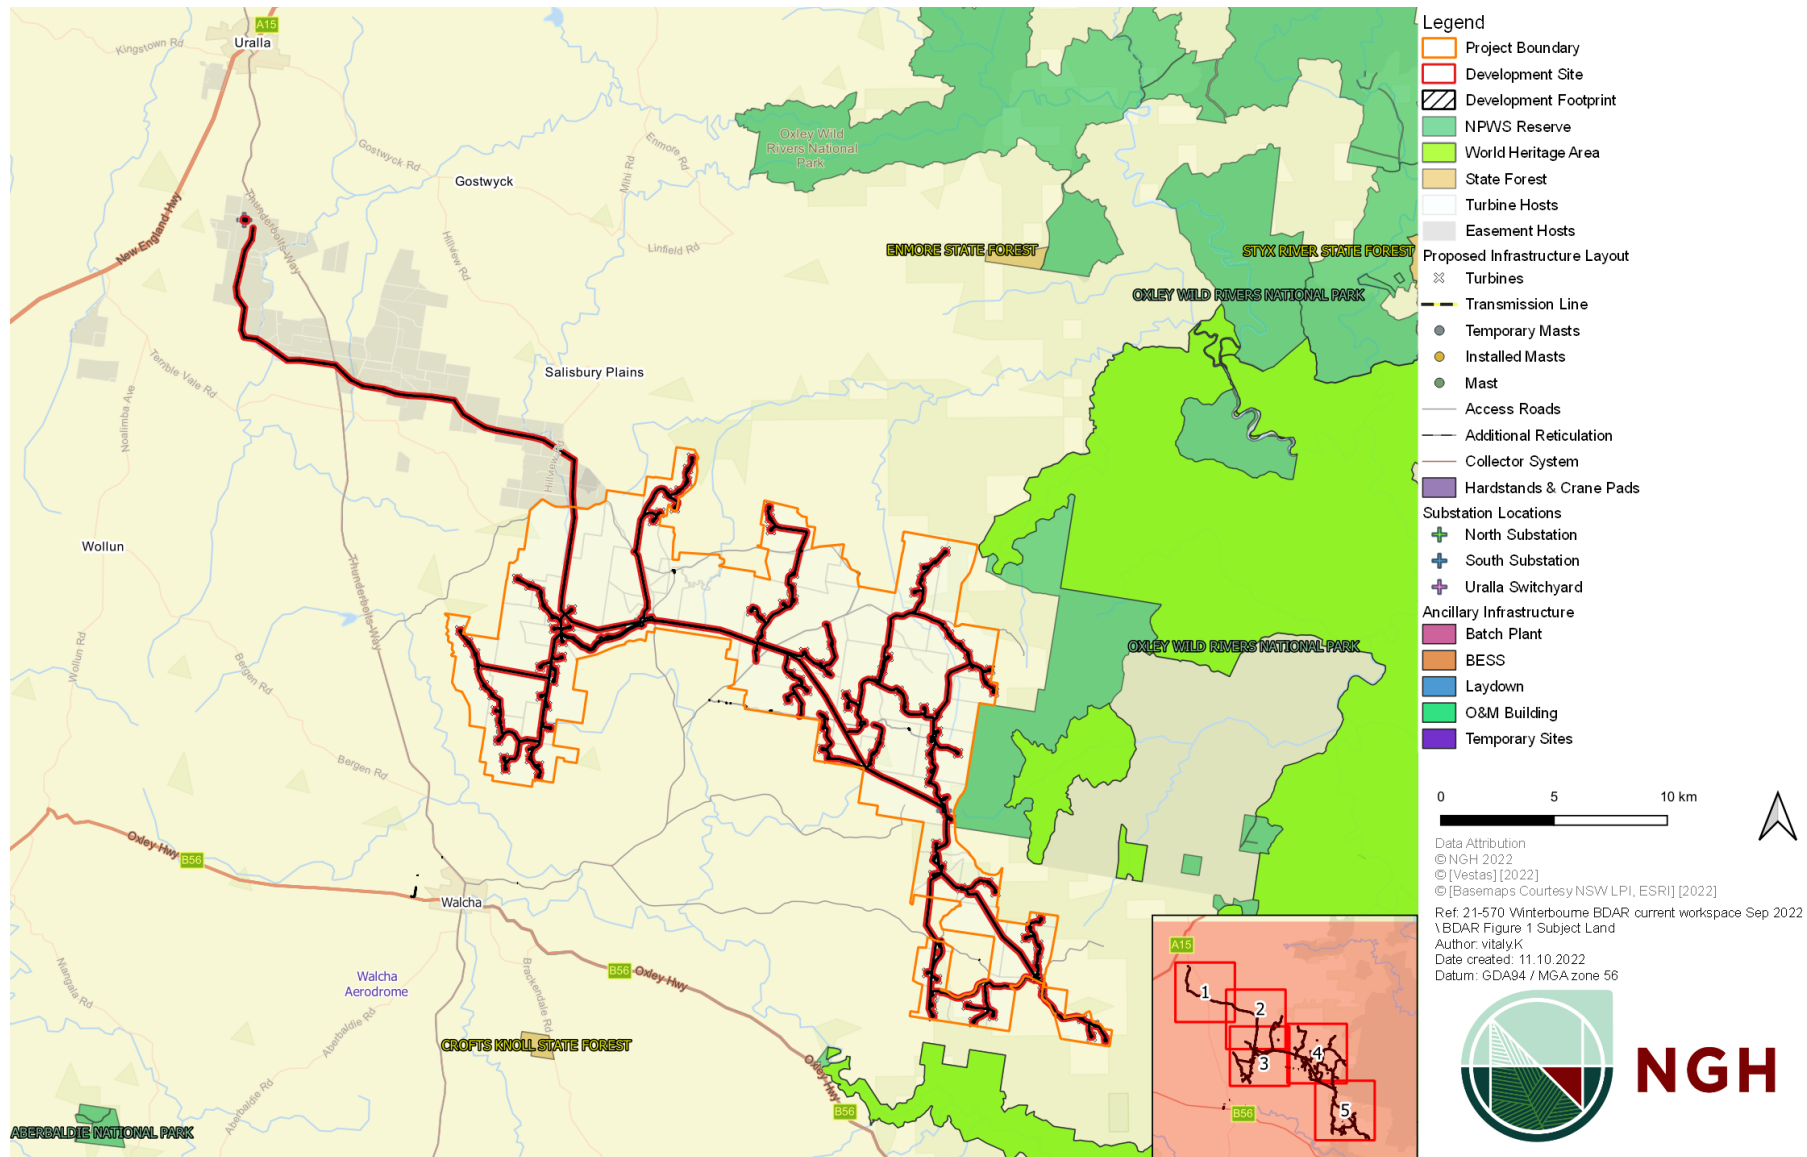 A15
Uralla
Kingstown Rd
Gostwyck Rd
Enmore Rd
Mihi Rd
Oxley Wild
Rivers National
Park
Gostwyck
New England Hwy
Thunderbolts-Way
Hillview Rd
Linfield Rd
ENMORE STATE FOREST
STYX RIVER STATE FOREST
OXLEY WILD RIVERS NATIONAL PARK
Terrible Vale Rd
Noalimba Ave
Salisbury Plains
Wollun
Thunderbolts-Way
Wollun Rd
Bergen Rd
OXLEY WILD RIVERS NATIONAL PARK
Bergen Rd
Oxley Hwy
B56
Walcha
Niangala Rd
Walcha
Aerodrome
Aberbaldie Rd
Brackendale Rd
B56
Oxley Hwy
CROFTS KNOLL STATE FOREST
Oxley Hwy
B56
Aberbaldie Rd
ABERBALDIE NATIONAL PARK
A15
1
2
3
4
5
B56
Legend
Project Boundary
Development Site
Development Footprint
NPWS Reserve
World Heritage Area
State Forest
Turbine Hosts
Easement Hosts
Proposed Infrastructure Layout
Turbines
Transmission Line
Temporary Masts
Installed Masts
Mast
Access Roads
Additional Reticulation
Collector System
Hardstands & Crane Pads
Substation Locations
North Substation
South Substation
Uralla Switchyard
Ancillary Infrastructure
Batch Plant
BESS
Laydown
O&M Building
Temporary Sites
0 5 10 km
Data Attribution
© NGH 2022
© [Vestas] [2022]
© [Basemaps Courtesy NSW LPI, ESRI] [2022]
Ref: 21-570 Winterbourne BDAR current workspace Sep 2022
\ BDAR Figure 1 Subject Land
Author: vitaly.K
Date created: 11.10.2022
Datum: GDA94 / MGA zone 56
NGH